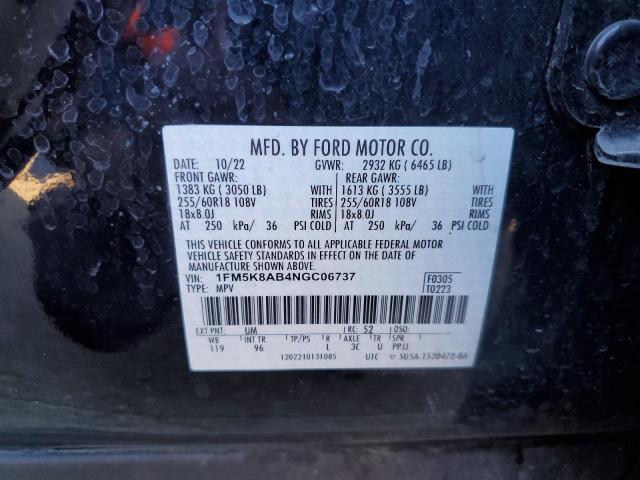 MFD. BY FORD MOTOR CO.
DATE: 10/22 GVWR: 2932 KG ( 6465 LB)
FRONT GAWR: REAR GAWR:
1383 KG ( 3050 LB) WITH 1613 KG ( 3555 LB) WITH
255/60R18 108V TIRES 255/60R18 108V TIRES
18x8.0J RIMS 18x8.0J RIMS
AT 250 kPa/ 36 PSI COLD AT 250 kPa/ 36 PSI COLD
THIS VEHICLE CONFORMS TO ALL APPLICABLE FEDERAL MOTOR
VEHICLE SAFETY STANDARDS IN EFFECT ON THE DATE OF
MANUFACTURE SHOWN ABOVE.
VIN: 1FM5K8AB4NGC06737 F0305
TYPE: MPV T0223
EXT PNT: UM RC: 52 DSO:
WB INT TR TP/PS R AXLE TR SPR
119 96 L 3C U PPJJ
1202210131085 UTC ▽ 5U5A-1520472-BA